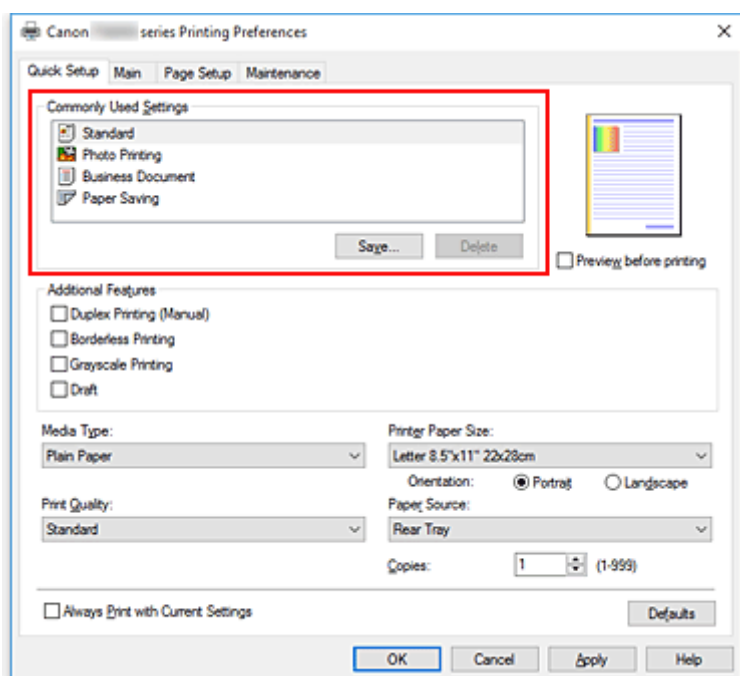 Canon series Printing Preferences
Quick Setup Main Page Setup Maintenance
Commonly Used Settings
Standard
Photo Printing
Business Document
Paper Saving
Save... Delete
Preview before printing
Additional Features
Duplex Printing (Manual)
Borderless Printing
Grayscale Printing
Draft
Media Type: Printer Paper Size:
Plain Paper Letter 8.5"x11" 22x28cm
Orientation: Portrait Landscape
Print Quality: Paper Source:
Standard Rear Tray
Copies: 1 (1-999)
Always Print with Current Settings Defaults
OK Cancel Apply Help